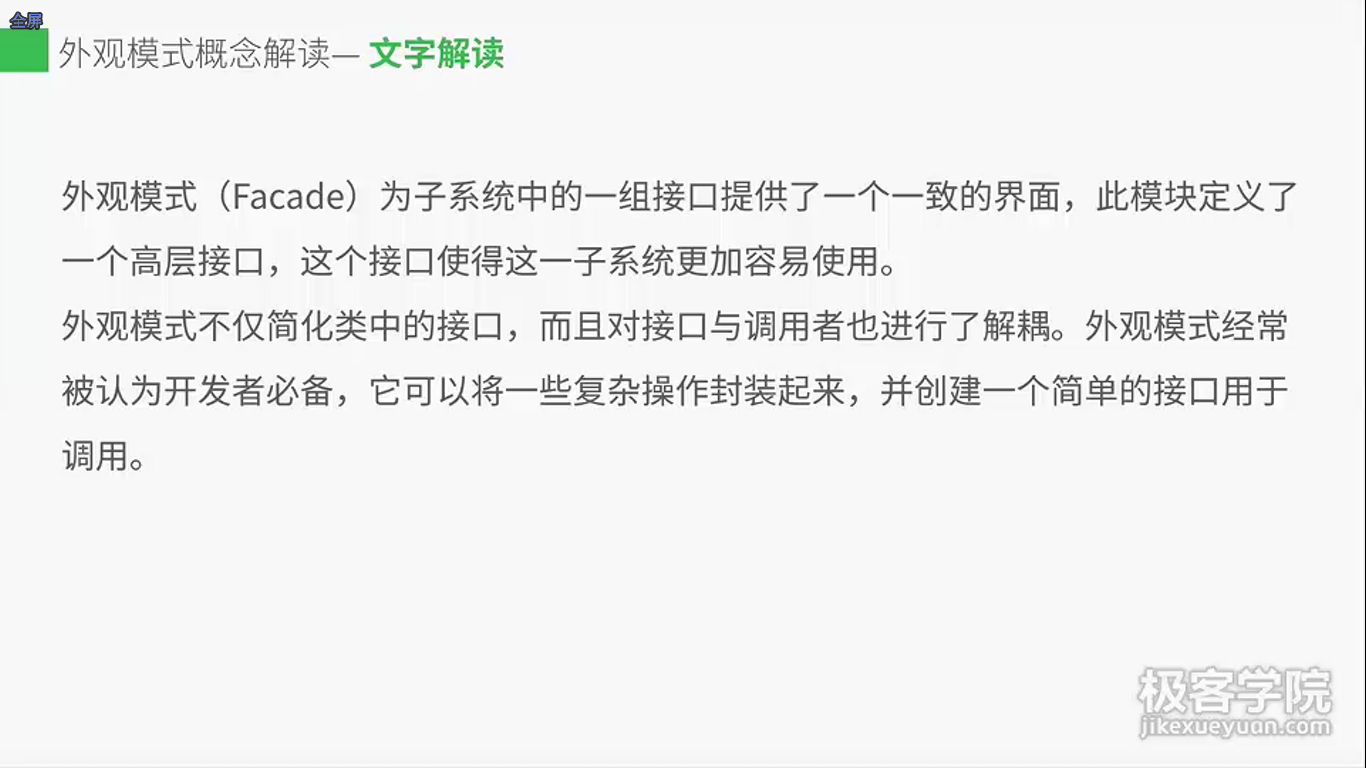 全屏
外观模式概念解读— 文字解读
外观模式（Facade）为子系统中的一组接口提供了一个一致的界面，此模块定义了
一个高层接口，这个接口使得这一子系统更加容易使用。
外观模式不仅简化类中的接口，而且对接口与调用者也进行了解耦。外观模式经常
被认为开发者必备，它可以将一些复杂操作封装起来，并创建一个简单的接口用于
调用。
极客学院
jikexueyuan.com